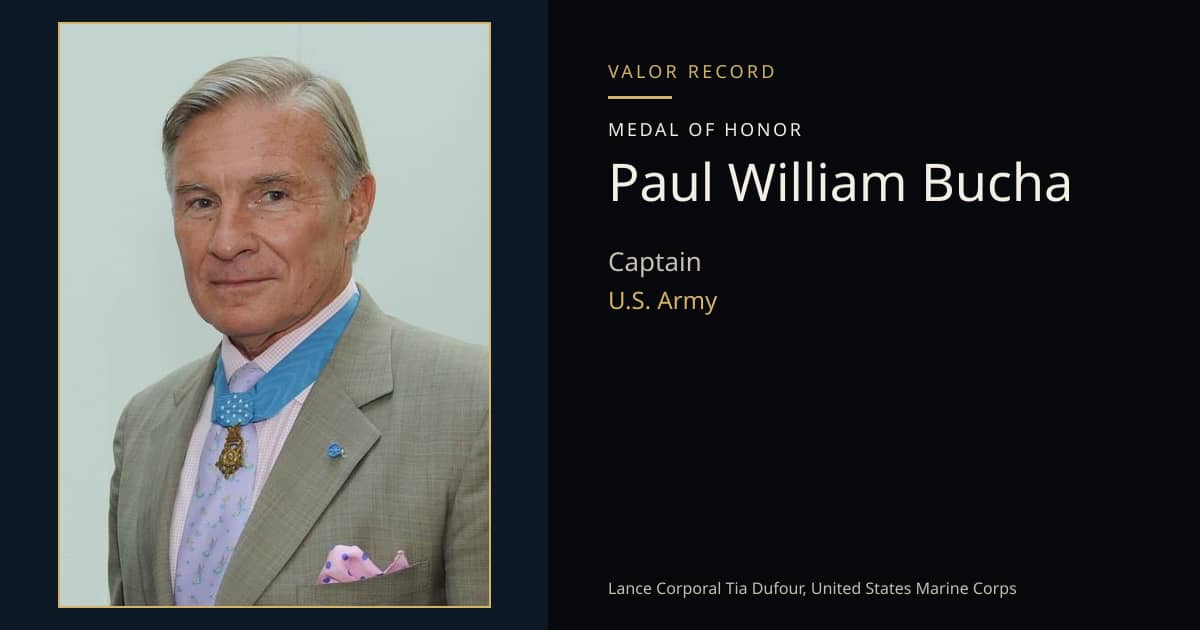 VALOR RECORD
MEDAL OF HONOR
Paul William Bucha
Captain
U.S. Army
Lance Corporal Tia Dufour, United States Marine Corps